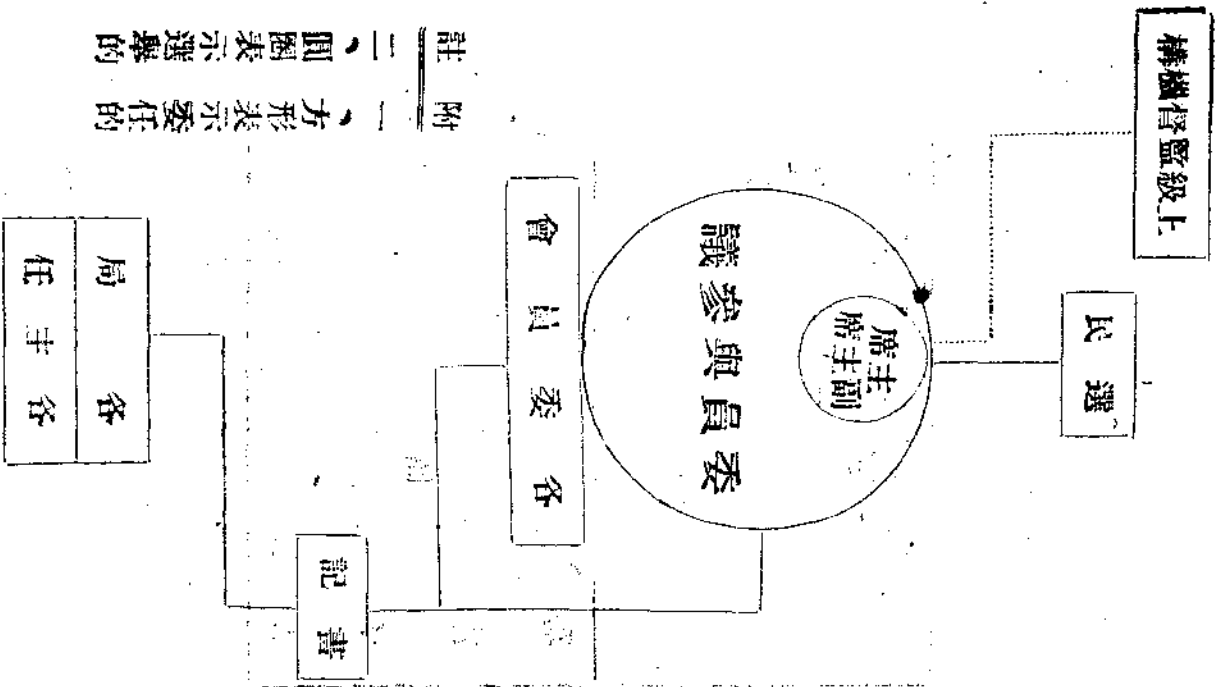 上級監督機構
選民
主席
副主席
委員與參議
各委員會
書記
各局
各主任
附註
一、方形表示委任的
二、圓圈表示選舉的